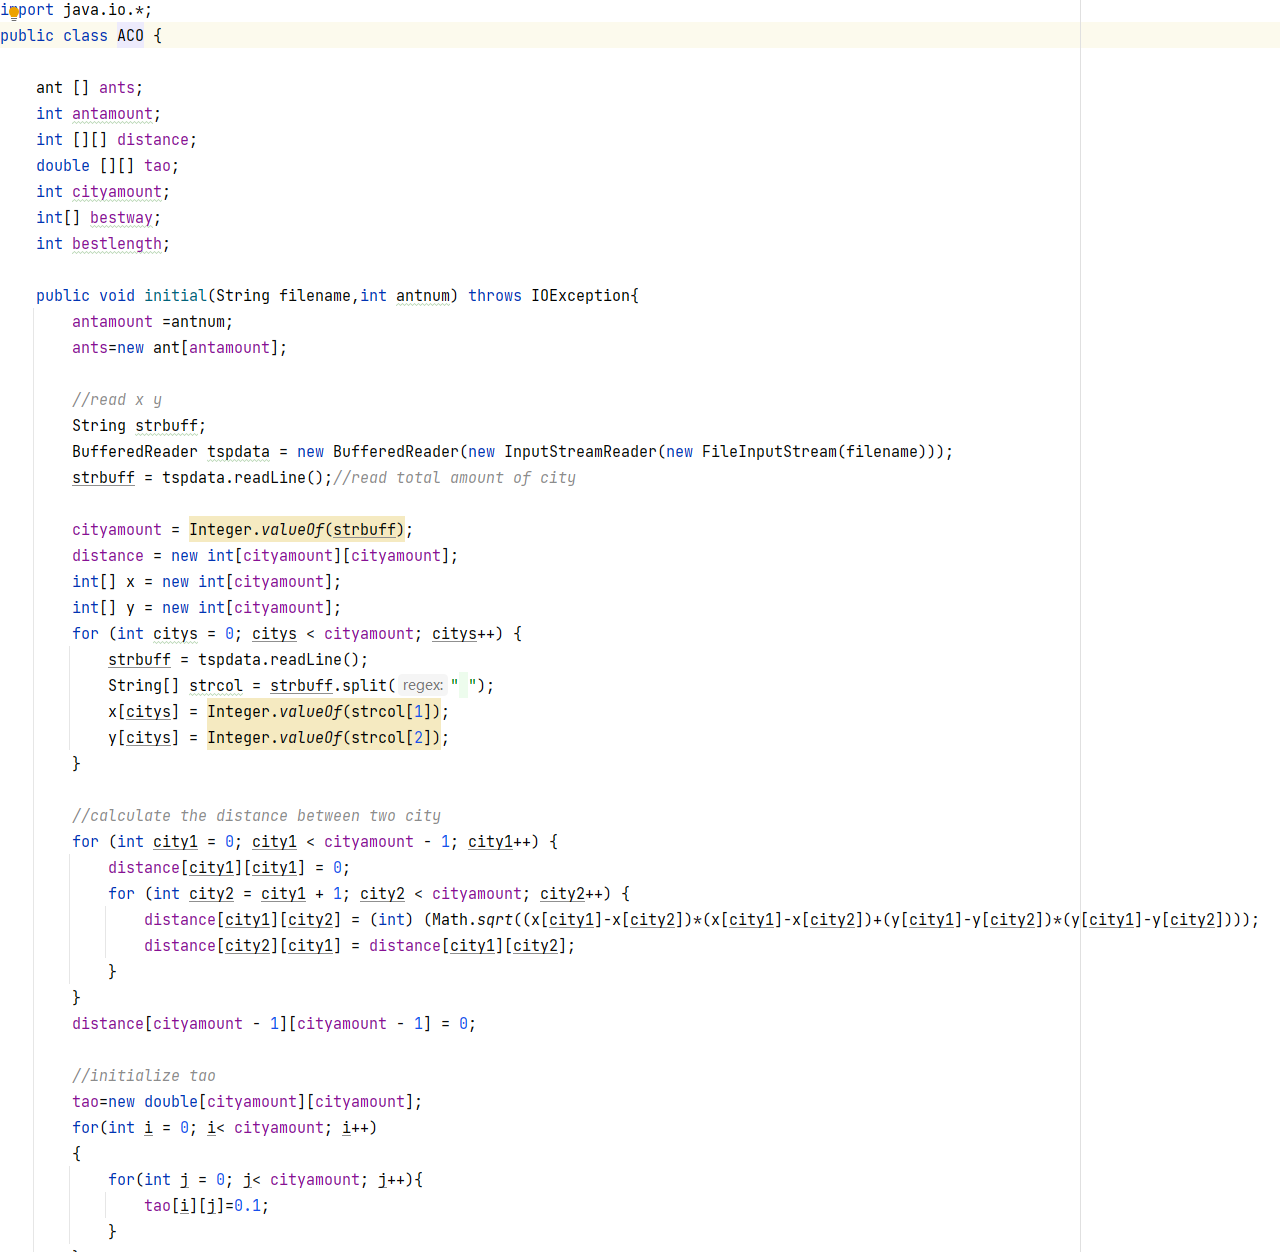 import java.io.*;
public class ACO {
ant [] ants;
int antamount;
int [][] distance;
double [][] tao;
int cityamount;
int[] bestway;
int bestlength;
public void initial(String filename,int antnum) throws IOException{
antamount =antnum;
ants=new ant[antamount];
//read x y
String strbuff;
BufferedReader tspdata = new BufferedReader(new InputStreamReader(new FileInputStream(filename)));
strbuff = tspdata.readLine();//read total amount of city
cityamount = Integer.valueOf(strbuff);
distance = new int[cityamount][cityamount];
int[] x = new int[cityamount];
int[] y = new int[cityamount];
for (int citys = 0; citys < cityamount; citys++) {
strbuff = tspdata.readLine();
String[] strcol = strbuff.split( regex: " ");
x[citys] = Integer.valueOf(strcol[1]);
y[citys] = Integer.valueOf(strcol[2]);
}
//calculate the distance between two city
for (int city1 = 0; city1 < cityamount - 1; city1++) {
distance[city1][city1] = 0;
for (int city2 = city1 + 1; city2 < cityamount; city2++) {
distance[city1][city2] = (int) (Math.sqrt((x[city1]-x[city2])*(x[city1]-x[city2])+(y[city1]-y[city2])*(y[city1]-y[city2])));
distance[city2][city1] = distance[city1][city2];
}
}
distance[cityamount - 1][cityamount - 1] = 0;
//initialize tao
tao=new double[cityamount][cityamount];
for(int i = 0; i< cityamount; i++)
{
for(int j = 0; j< cityamount; j++){
tao[i][j]=0.1;
}